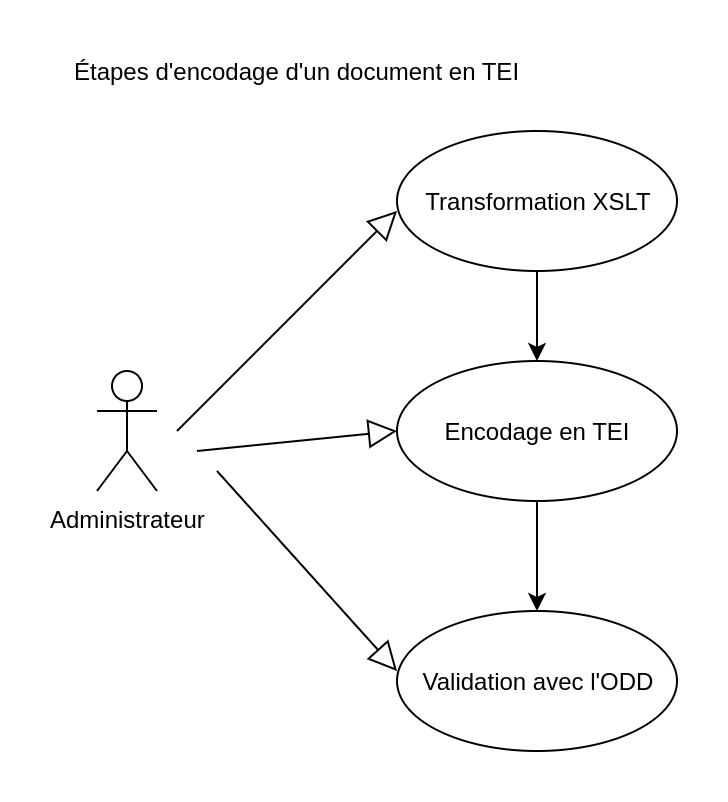 Étapes d'encodage d'un document en TEI
Transformation XSLT
Encodage en TEI
Administrateur
Validation avec l'ODD